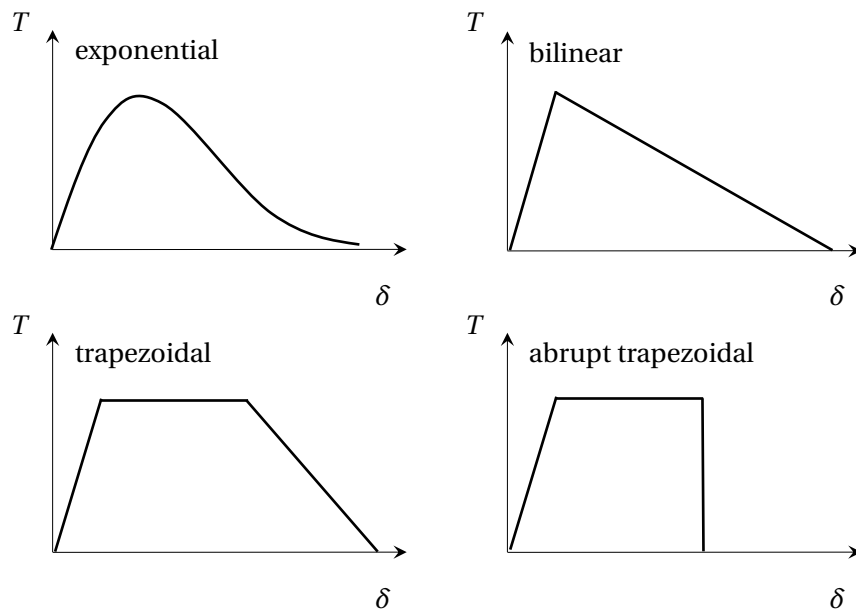 T
exponential
δ
T
bilinear
δ
T
trapezoidal
δ
T
abrupt trapezoidal
δ